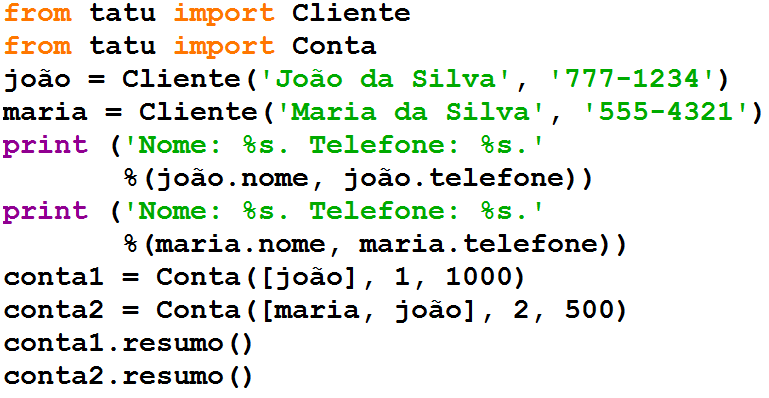 from tatu import Cliente
from tatu import Conta
joão = Cliente('João da Silva', '777-1234')
maria = Cliente('Maria da Silva', '555-4321')
print ('Nome: %s. Telefone: %s.'
       %(joão.nome, joão.telefone))
print ('Nome: %s. Telefone: %s.'
       %(maria.nome, maria.telefone))
conta1 = Conta([joão], 1, 1000)
conta2 = Conta([maria, joão], 2, 500)
conta1.resumo()
conta2.resumo()